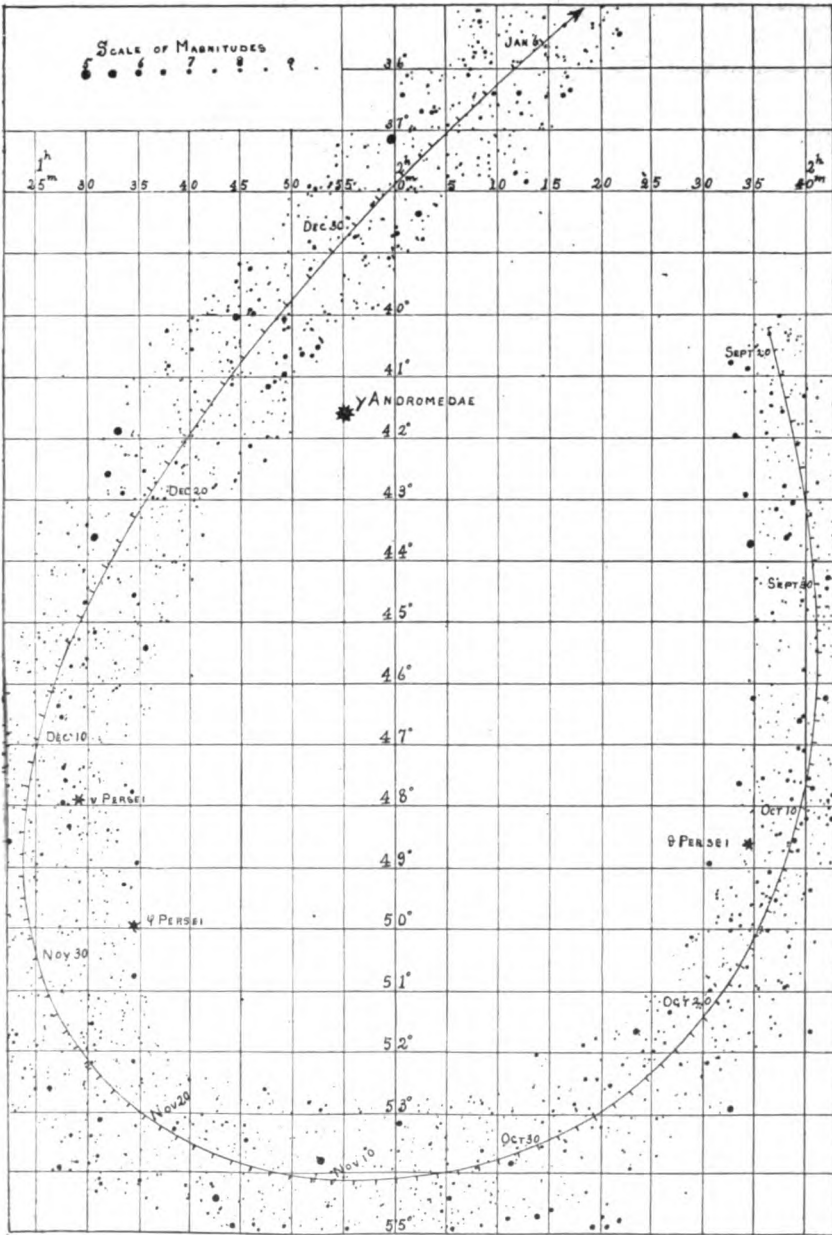 SCALE OF MAGNITUDES
5 6 7 8 9
JAN 6
36°
37°
1h 2h 2h
25m 30 35 40 45 50 55 0m 5 10 15 20 25 30 35 40m
DEC 30
40°
SEPT 20
41°
γ ANDROMEDAE
42°
DEC 20
43°
44°
SEPT 30
45°
46°
DEC 10
47°
ν PERSEI
48°
OCT 10
θ PERSEI
49°
φ PERSEI
50°
NOV 30
51°
OCT 20
52°
NOV 20
53°
OCT 30
NOV 10
55°